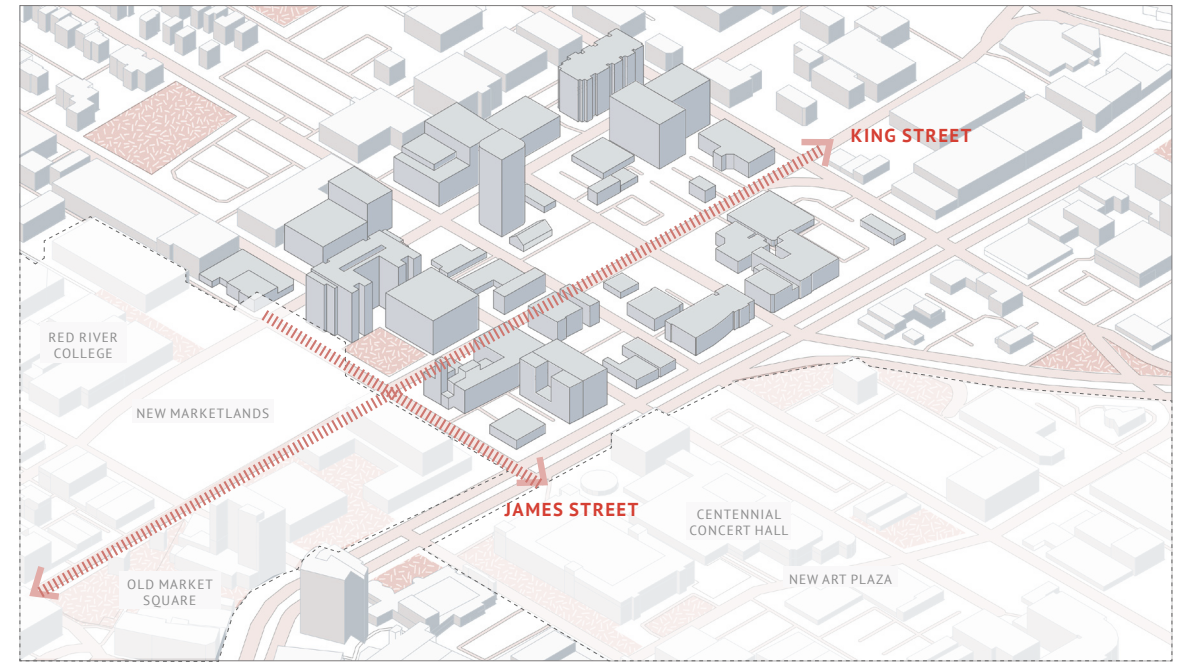 KING STREET
RED RIVER
COLLEGE
NEW MARKETLANDS
JAMES STREET
CENTENNIAL
CONCERT HALL
OLD MARKET
SQUARE
NEW ART PLAZA